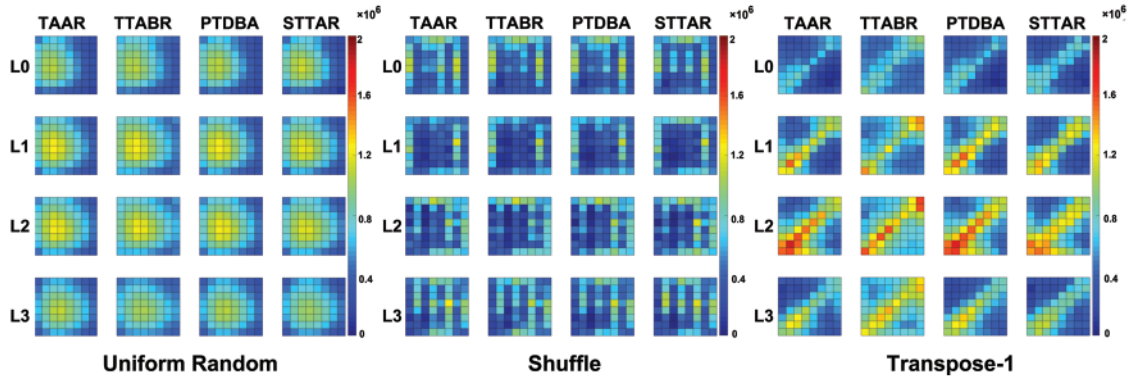 ×10⁶ ×10⁶ ×10⁶
TAAR TTABR PTDBA STTAR TAAR TTABR PTDBA STTAR TAAR TTABR PTDBA STTAR
2 2 2
L0 L0 L0
1.6 1.6 1.6
L1 L1 L1
1.2 1.2 1.2
L2 L2 L2
0.8 0.8 0.8
0.4 0.4 0.4
L3 L3 L3
0 0 0
Uniform Random Shuffle Transpose-1